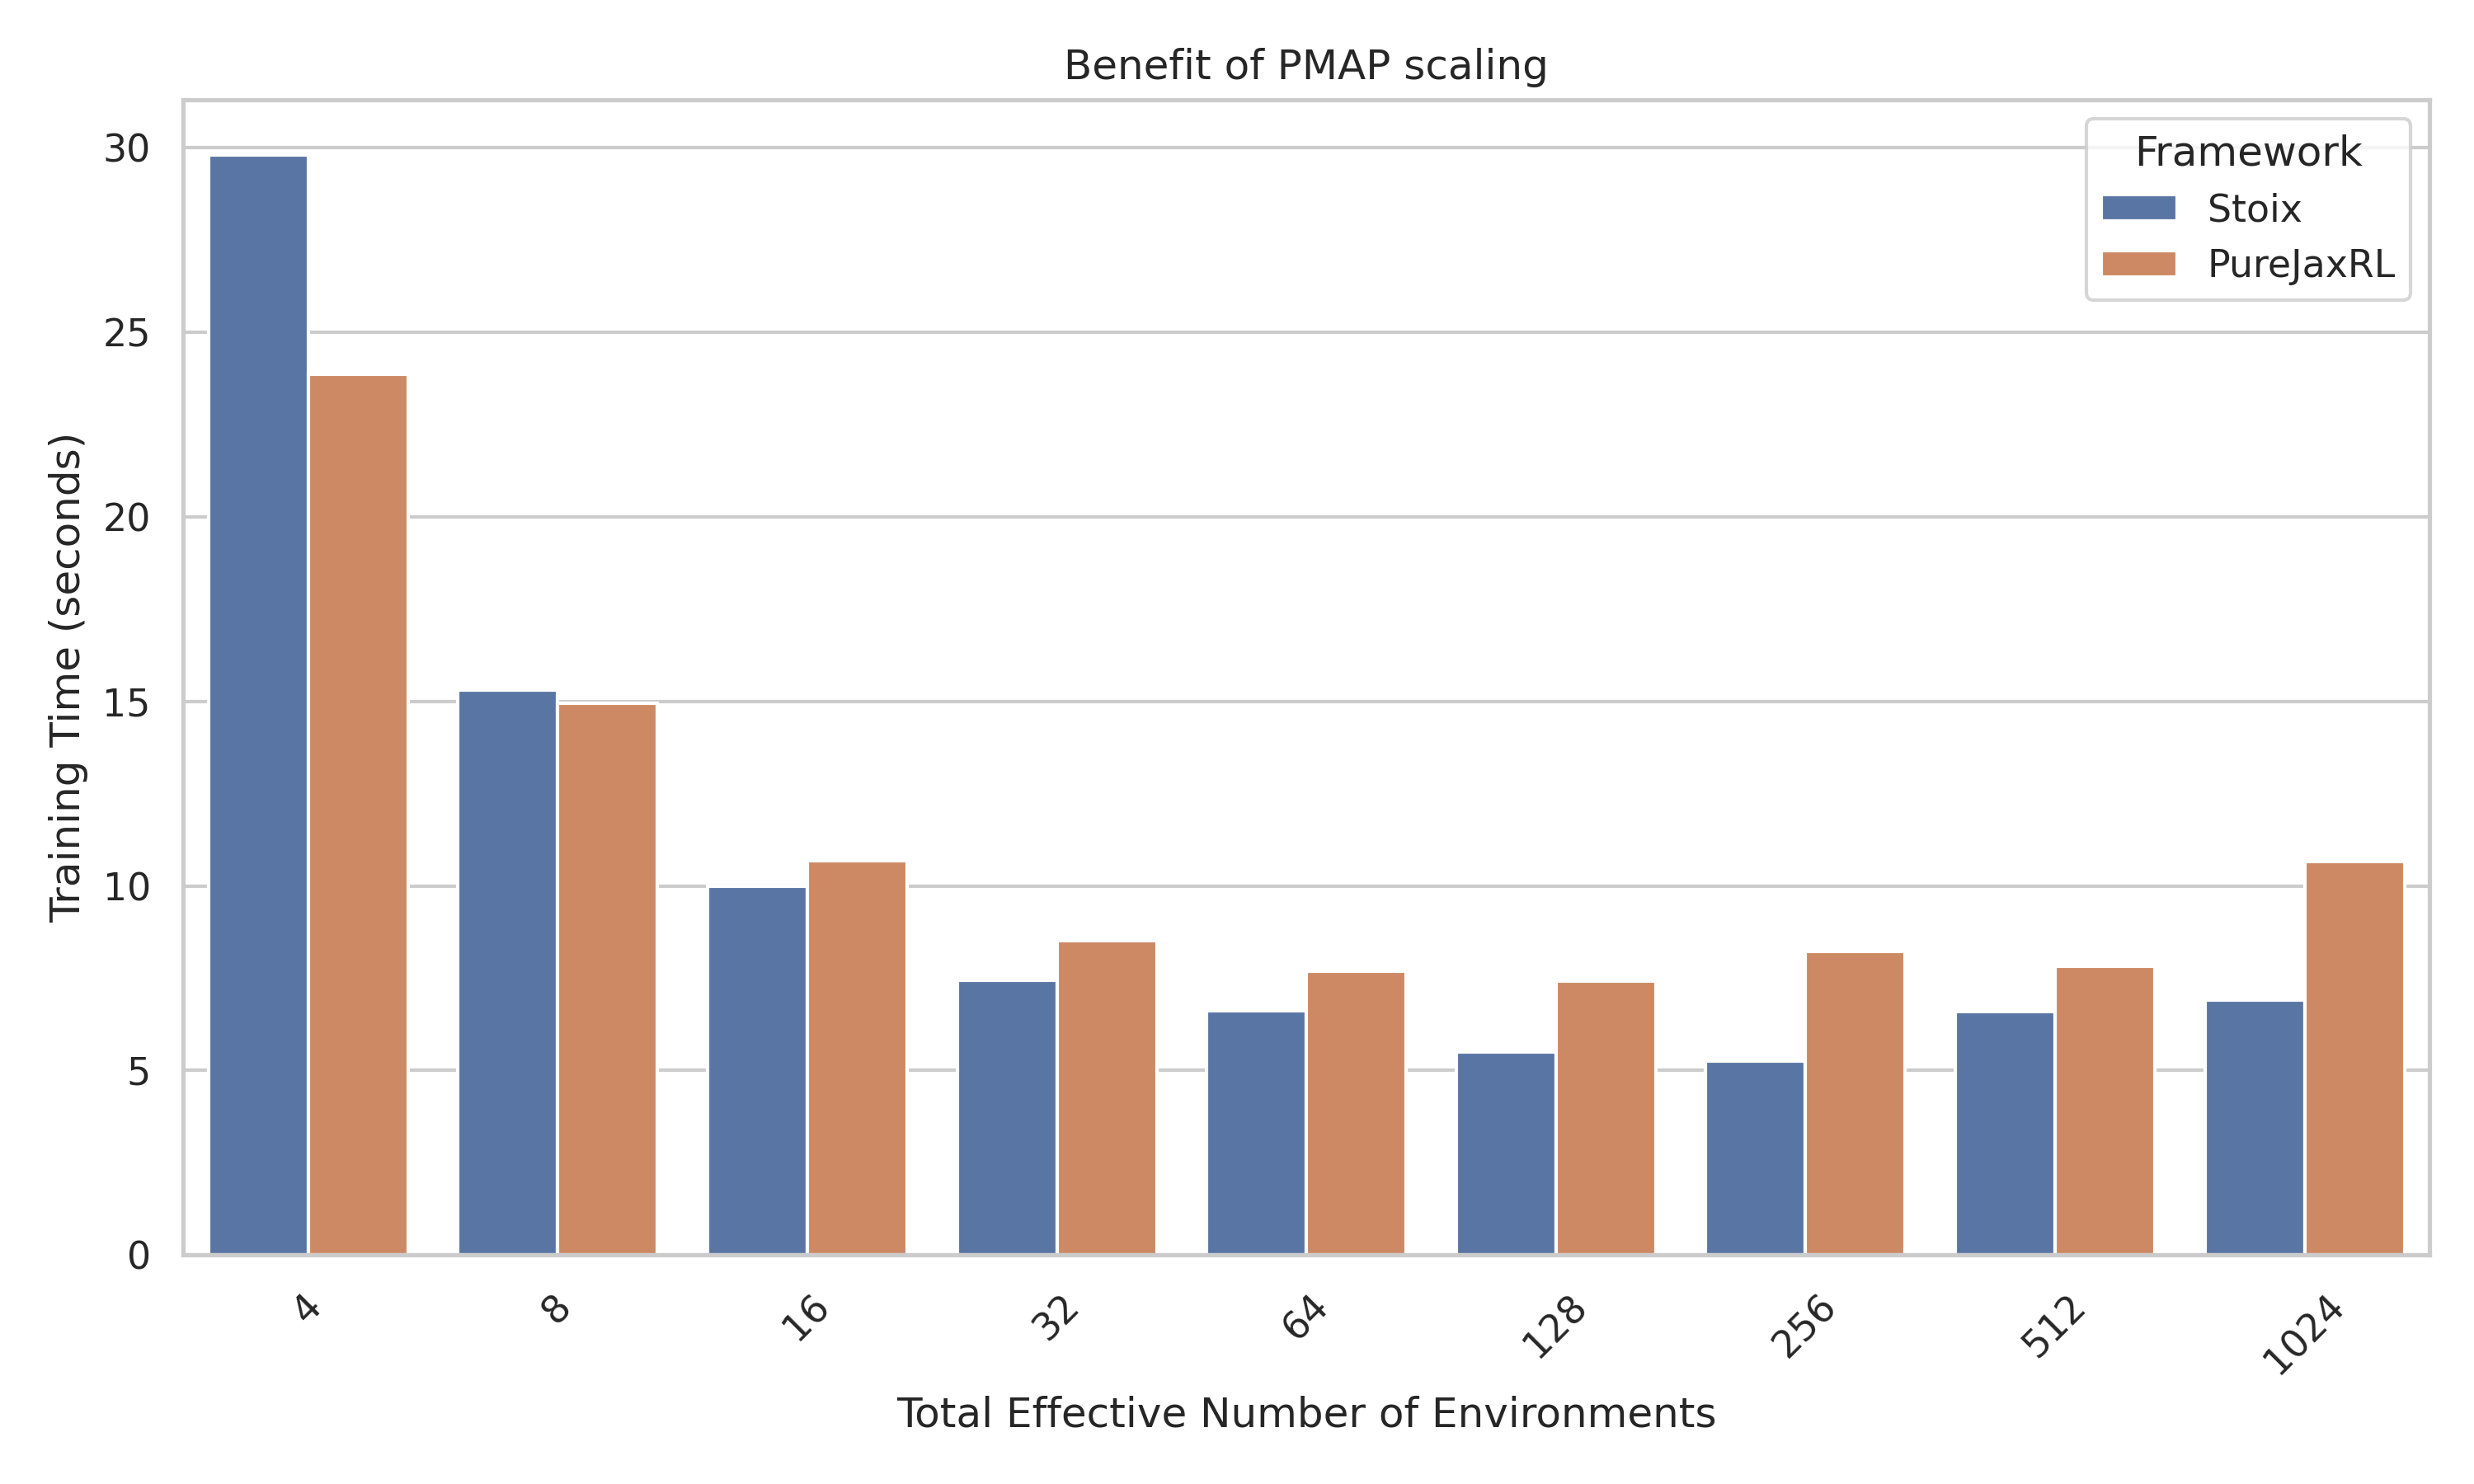 Benefit of PMAP scaling
Framework
Stoix
PureJaxRL
Training Time (seconds)
30
25
20
15
10
5
0
4
8
16
32
64
128
256
512
1024
Total Effective Number of Environments